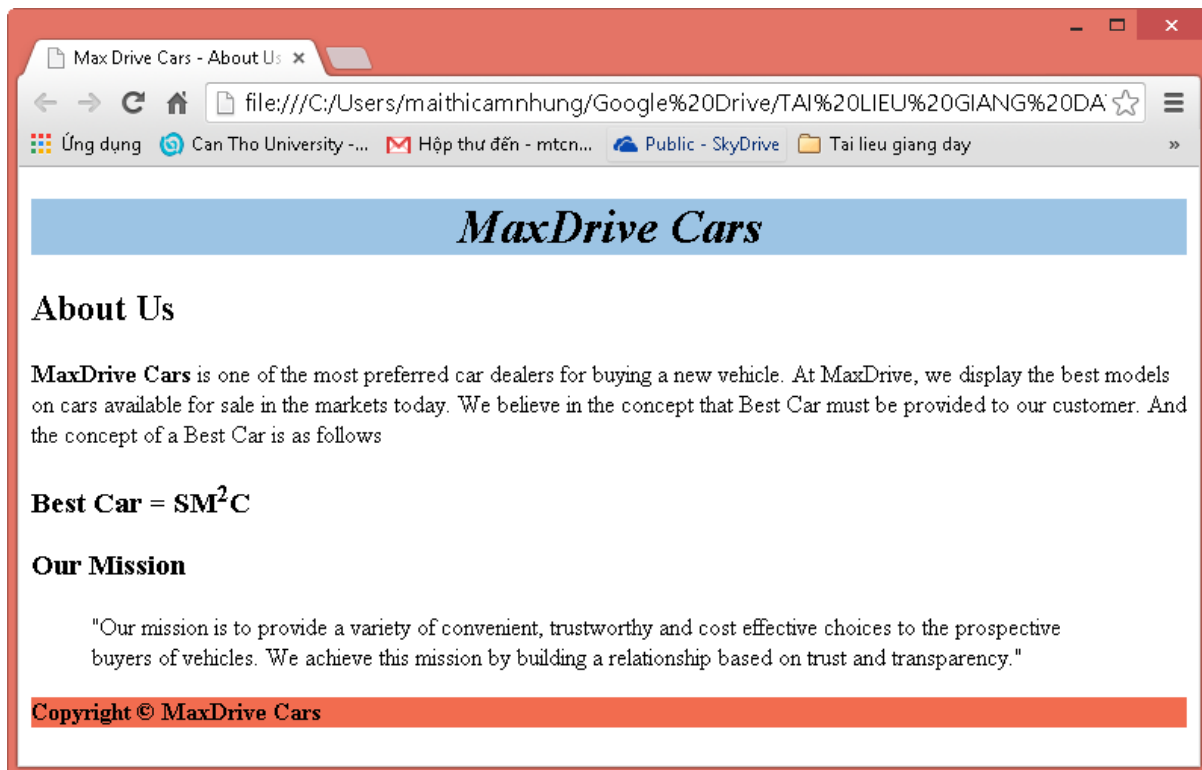 Max Drive Cars - About Us
file:///C:/Users/maithicamnhung/Google%20Drive/TAI%20LIEU%20GIANG%20DA
Ứng dụng Can Tho University -... Hộp thư đến - mtcn... Public - SkyDrive Tai lieu giang day »
MaxDrive Cars
About Us
MaxDrive Cars is one of the most preferred car dealers for buying a new vehicle. At MaxDrive, we display the best models
on cars available for sale in the markets today. We believe in the concept that Best Car must be provided to our customer. And
the concept of a Best Car is as follows
Best Car = SM²C
Our Mission
"Our mission is to provide a variety of convenient, trustworthy and cost effective choices to the prospective
buyers of vehicles. We achieve this mission by building a relationship based on trust and transparency."
Copyright © MaxDrive Cars